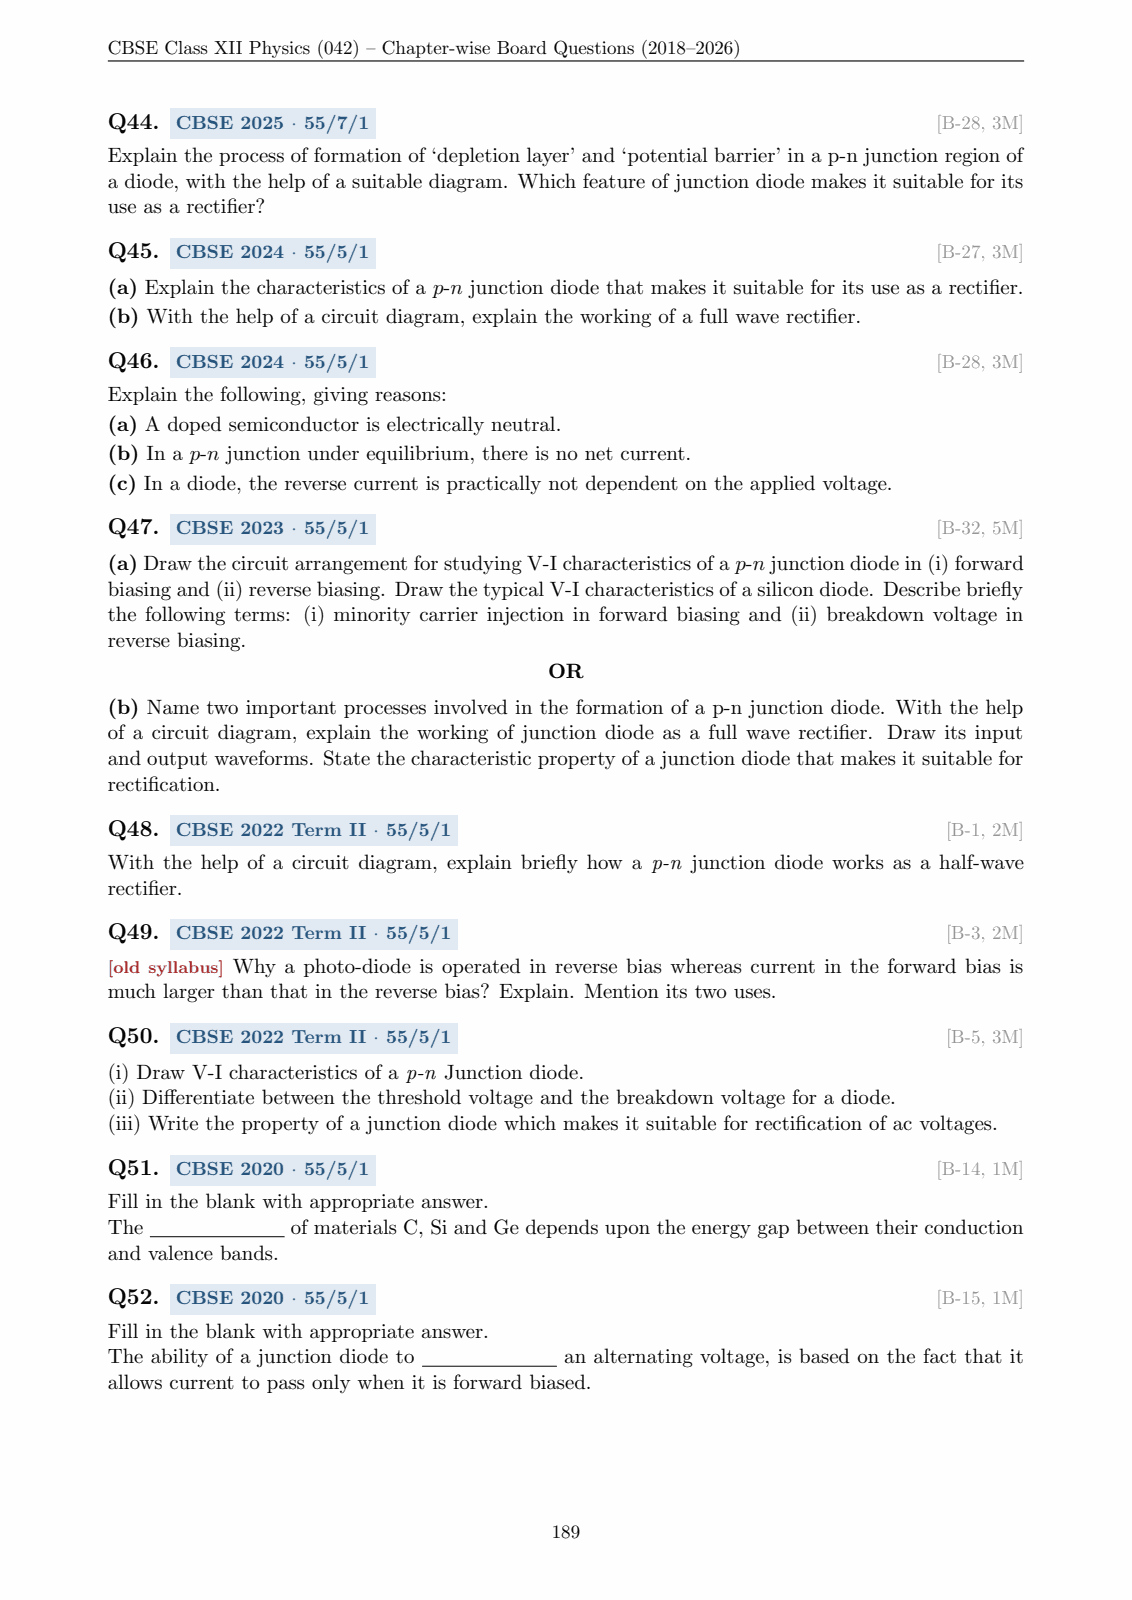 CBSE Class XII Physics (042) – Chapter-wise Board Questions (2018–2026)
Q44. CBSE 2025 · 55/7/1 [B-28, 3M]
Explain the process of formation of ‘depletion layer’ and ‘potential barrier’ in a p-n junction region of
a diode, with the help of a suitable diagram. Which feature of junction diode makes it suitable for its
use as a rectifier?
Q45. CBSE 2024 · 55/5/1 [B-27, 3M]
(a) Explain the characteristics of a p-n junction diode that makes it suitable for its use as a rectifier.
(b) With the help of a circuit diagram, explain the working of a full wave rectifier.
Q46. CBSE 2024 · 55/5/1 [B-28, 3M]
Explain the following, giving reasons:
(a) A doped semiconductor is electrically neutral.
(b) In a p-n junction under equilibrium, there is no net current.
(c) In a diode, the reverse current is practically not dependent on the applied voltage.
Q47. CBSE 2023 · 55/5/1 [B-32, 5M]
(a) Draw the circuit arrangement for studying V-I characteristics of a p-n junction diode in (i) forward
biasing and (ii) reverse biasing. Draw the typical V-I characteristics of a silicon diode. Describe briefly
the following terms: (i) minority carrier injection in forward biasing and (ii) breakdown voltage in
reverse biasing.
OR
(b) Name two important processes involved in the formation of a p-n junction diode. With the help
of a circuit diagram, explain the working of junction diode as a full wave rectifier. Draw its input
and output waveforms. State the characteristic property of a junction diode that makes it suitable for
rectification.
Q48. CBSE 2022 Term II · 55/5/1 [B-1, 2M]
With the help of a circuit diagram, explain briefly how a p-n junction diode works as a half-wave
rectifier.
Q49. CBSE 2022 Term II · 55/5/1 [B-3, 2M]
[old syllabus] Why a photo-diode is operated in reverse bias whereas current in the forward bias is
much larger than that in the reverse bias? Explain. Mention its two uses.
Q50. CBSE 2022 Term II · 55/5/1 [B-5, 3M]
(i) Draw V-I characteristics of a p-n Junction diode.
(ii) Differentiate between the threshold voltage and the breakdown voltage for a diode.
(iii) Write the property of a junction diode which makes it suitable for rectification of ac voltages.
Q51. CBSE 2020 · 55/5/1 [B-14, 1M]
Fill in the blank with appropriate answer.
The ____________ of materials C, Si and Ge depends upon the energy gap between their conduction
and valence bands.
Q52. CBSE 2020 · 55/5/1 [B-15, 1M]
Fill in the blank with appropriate answer.
The ability of a junction diode to ____________ an alternating voltage, is based on the fact that it
allows current to pass only when it is forward biased.
189